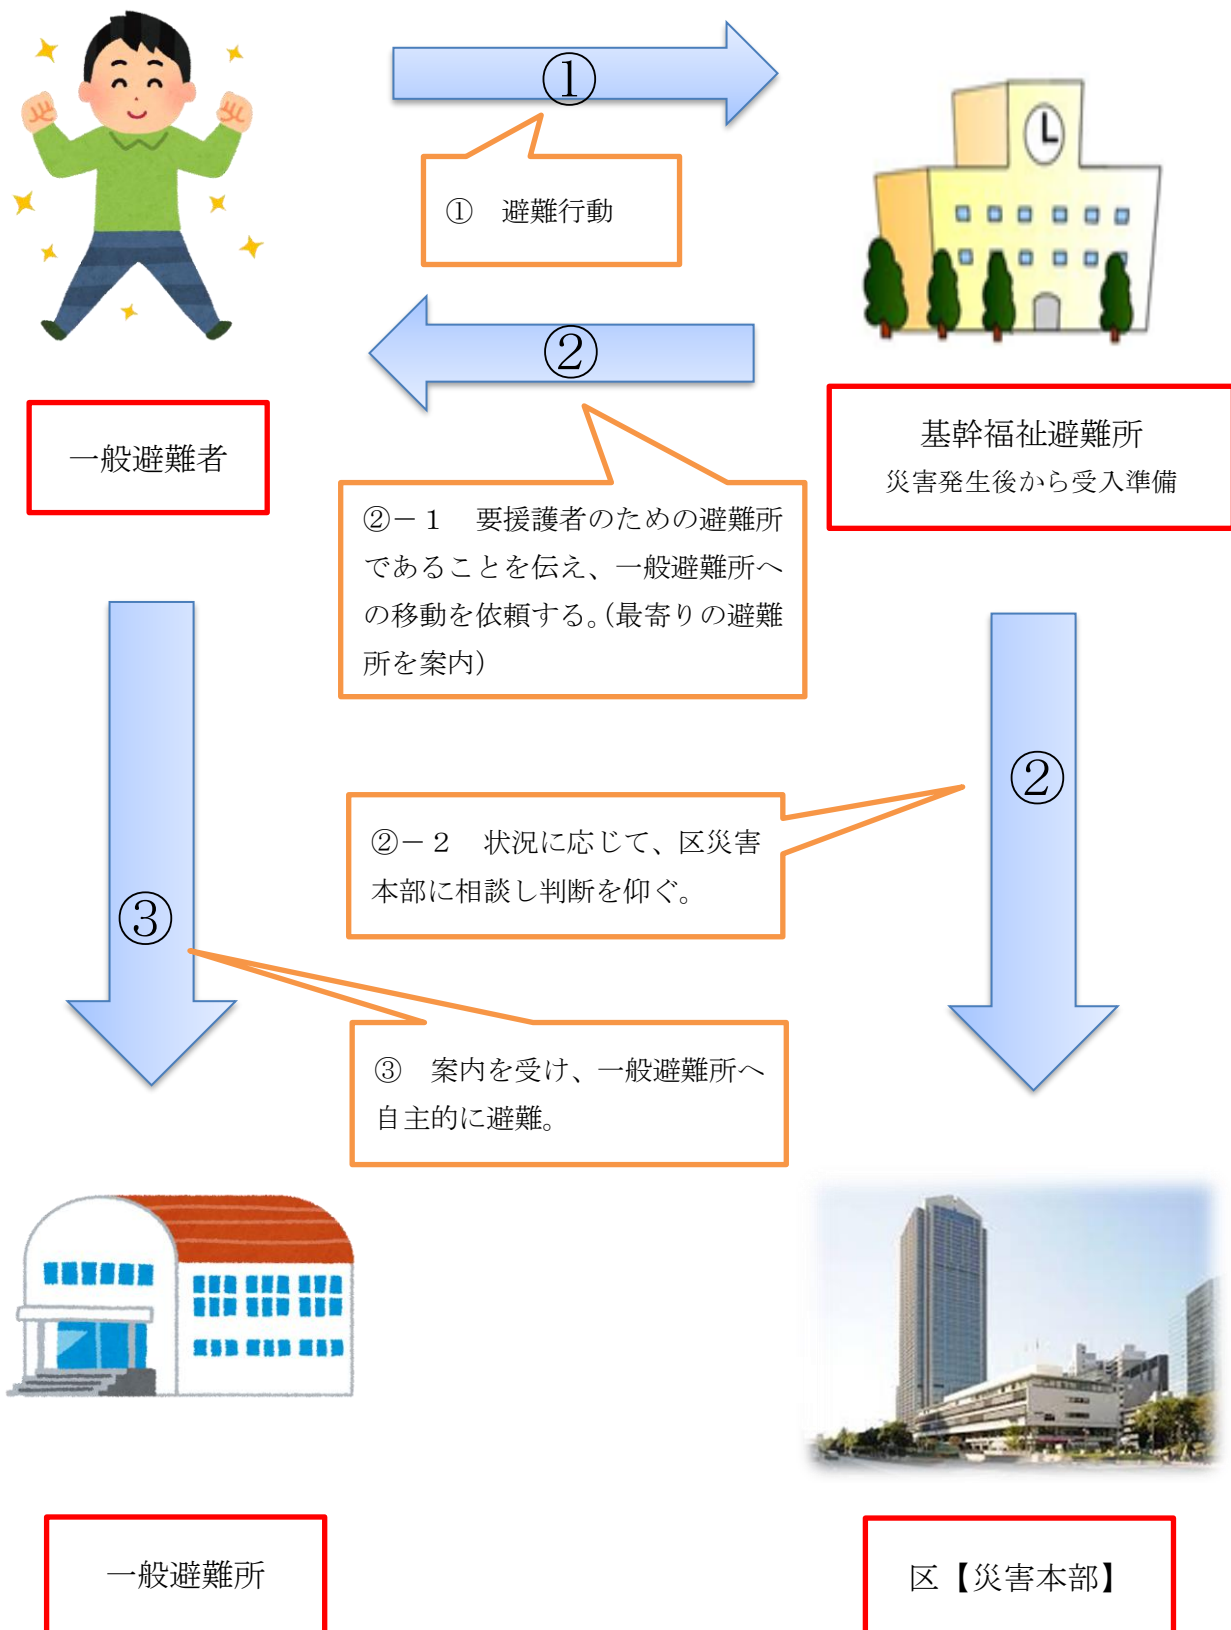 ①
①　避難行動
②
一般避難者
基幹福祉避難所
災害発生後から受入準備
②－１　要援護者のための避難所
であることを伝え、一般避難所へ
の移動を依頼する。（最寄りの避難
所を案内）
②
②－２　状況に応じて、区災害
本部に相談し判断を仰ぐ。
③
③　案内を受け、一般避難所へ
自主的に避難。
一般避難所
区【災害本部】